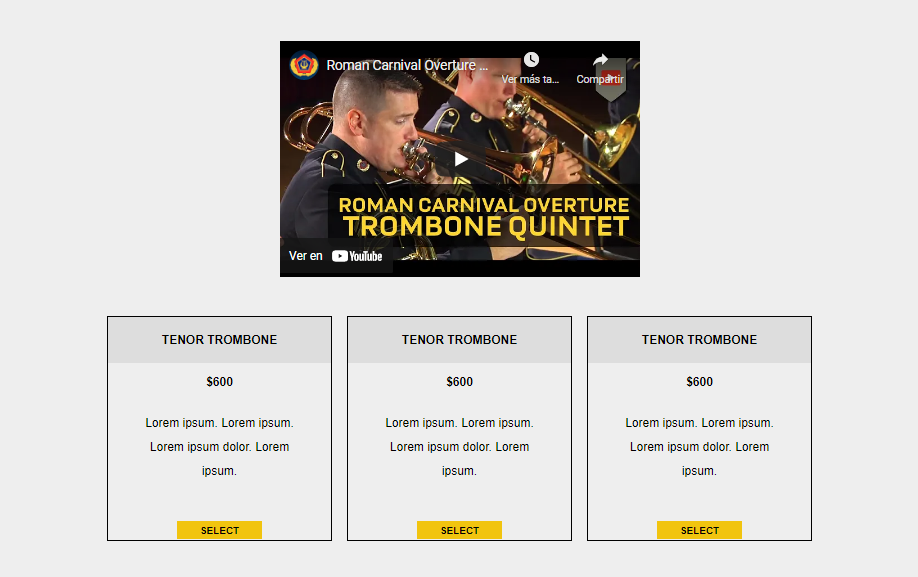 Roman Carnival Overture ...
Ver más ta...
Compartir
ROMAN CARNIVAL OVERTURE
TROMBONE QUINTET
Ver en YouTube
TENOR TROMBONE
$600
Lorem ipsum. Lorem ipsum.
Lorem ipsum dolor. Lorem
ipsum.
SELECT
TENOR TROMBONE
$600
Lorem ipsum. Lorem ipsum.
Lorem ipsum dolor. Lorem
ipsum.
SELECT
TENOR TROMBONE
$600
Lorem ipsum. Lorem ipsum.
Lorem ipsum dolor. Lorem
ipsum.
SELECT